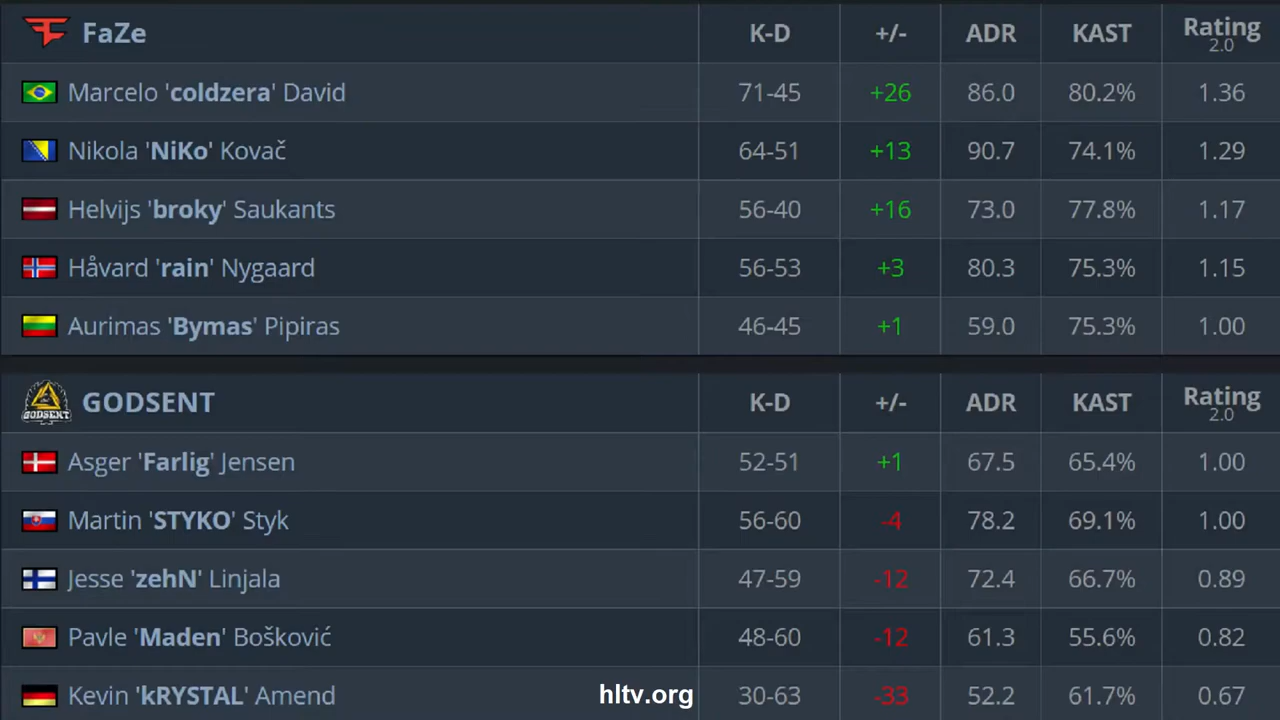 FaZe K-D +/- ADR KAST Rating 2.0
Marcelo 'coldzera' David 71-45 +26 86.0 80.2% 1.36
Nikola 'NiKo' Kovač 64-51 +13 90.7 74.1% 1.29
Helvijs 'broky' Saukants 56-40 +16 73.0 77.8% 1.17
Håvard 'rain' Nygaard 56-53 +3 80.3 75.3% 1.15
Aurimas 'Bymas' Pipiras 46-45 +1 59.0 75.3% 1.00
GODSENT GODSENT K-D +/- ADR KAST Rating 2.0
Asger 'Farlig' Jensen 52-51 +1 67.5 65.4% 1.00
Martin 'STYKO' Styk 56-60 -4 78.2 69.1% 1.00
Jesse 'zehN' Linjala 47-59 -12 72.4 66.7% 0.89
Pavle 'Maden' Bošković 48-60 -12 61.3 55.6% 0.82
Kevin 'kRYSTAL' Amend hltv.org 30-63 -33 52.2 61.7% 0.67